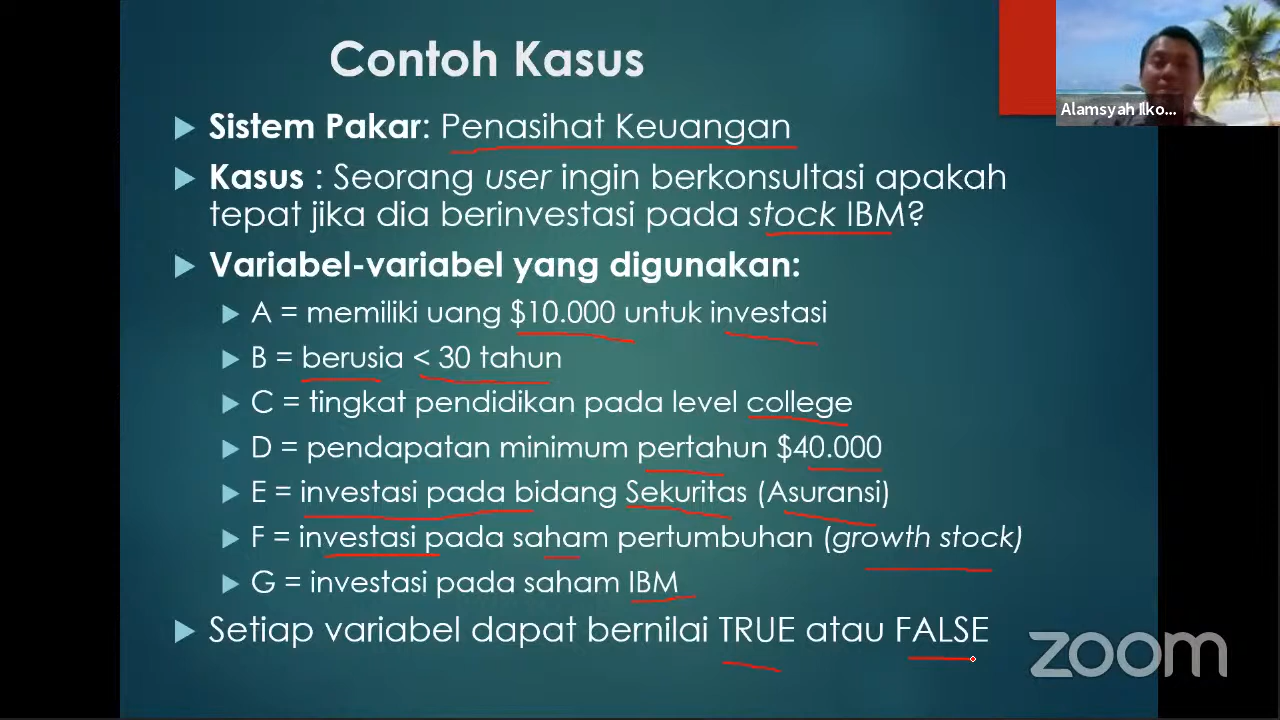 Contoh Kasus
Sistem Pakar: Penasihat Keuangan
Kasus : Seorang user ingin berkonsultasi apakah
tepat jika dia berinvestasi pada stock IBM?
Variabel-variabel yang digunakan:
A = memiliki uang $10.000 untuk investasi
B = berusia < 30 tahun
C = tingkat pendidikan pada level college
D = pendapatan minimum pertahun $40.000
E = investasi pada bidang Sekuritas (Asuransi)
F = investasi pada saham pertumbuhan (growth stock)
G = investasi pada saham IBM
Setiap variabel dapat bernilai TRUE atau FALSE
Alamsyah Ilko...
zoom